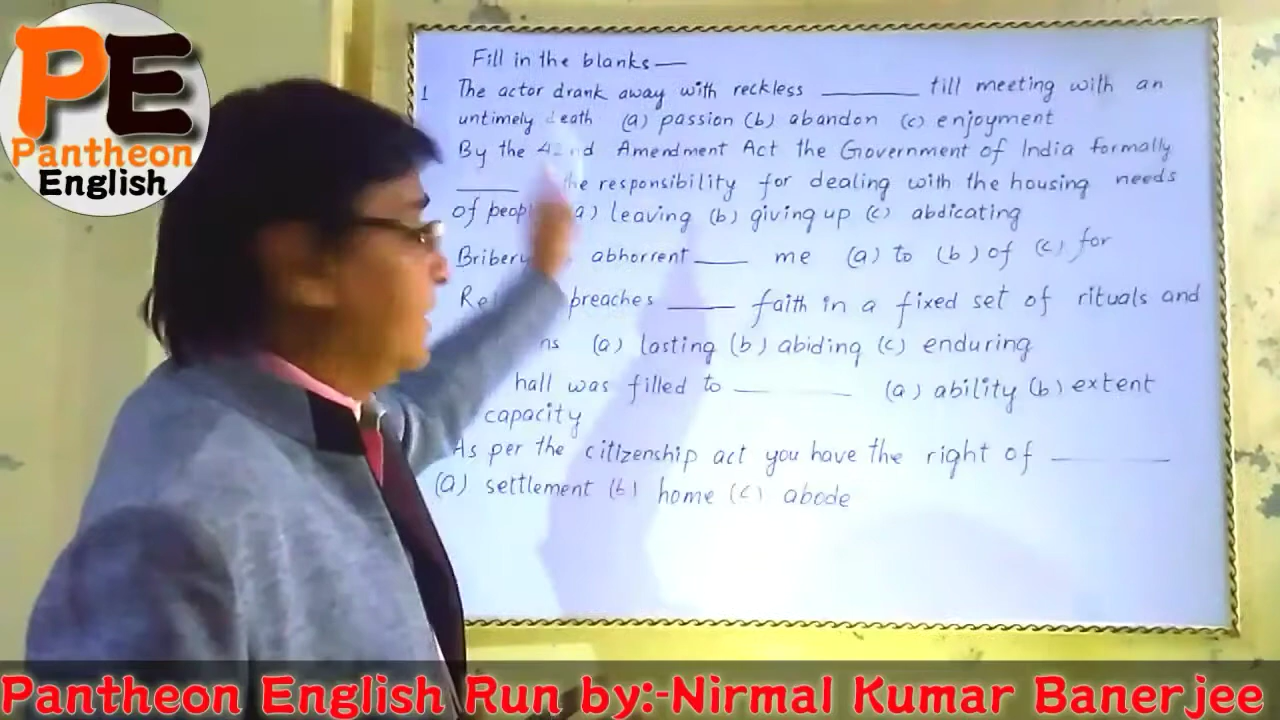 PE
Pantheon
English
Fill in the blanks—
1 The actor drank away with reckless ______ till meeting with an
untimely death (a) passion (b) abandon (c) enjoyment
By the 42nd Amendment Act the Government of India formally
______ the responsibility for dealing with the housing needs
of (a) leaving (b) giving up (c) abdicating
abhorrent ____ me (a) to (b) of (c) for
breaches ____ faith in a fixed set of rituals and
(a) lasting (b) abiding (c) enduring
hall was filled to ______ (a) ability (b) extent
capacity
As per the citizenship act you have the right of ______
(a) settlement (b) home (c) abode
Pantheon English Run by:-Nirmal Kumar Banerjee